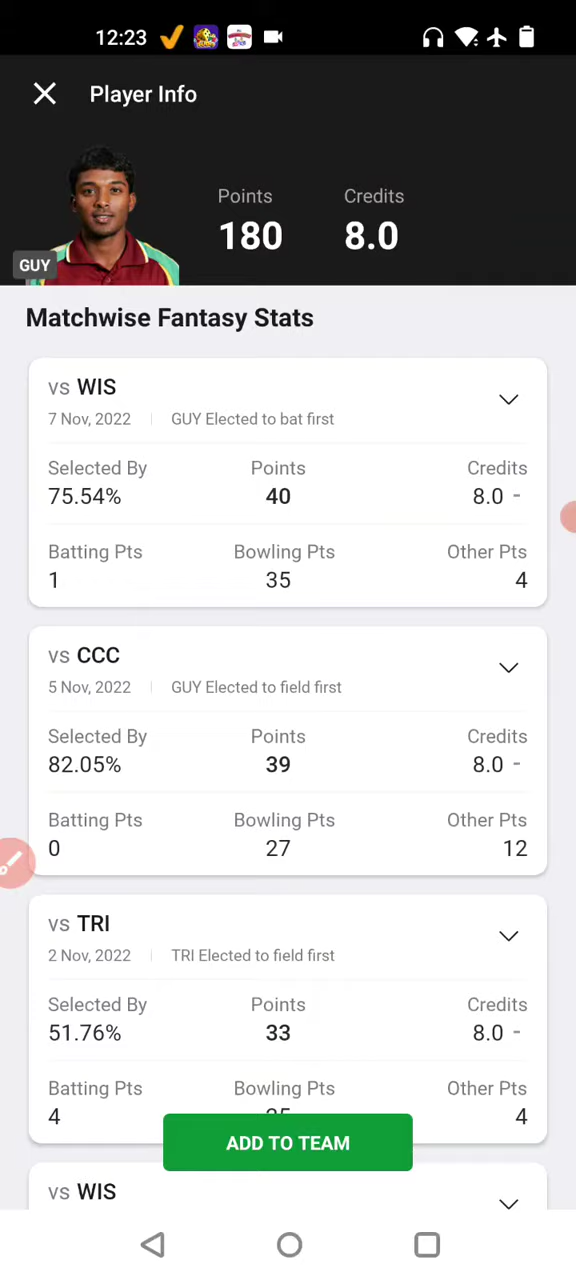 12:23
Player Info
Points Credits
180 8.0
GUY
Matchwise Fantasy Stats
vs WIS
7 Nov, 2022 | GUY Elected to bat first
Selected By Points Credits
75.54% 40 8.0 -
Batting Pts Bowling Pts Other Pts
1 35 4
vs CCC
5 Nov, 2022 | GUY Elected to field first
Selected By Points Credits
82.05% 39 8.0 -
Batting Pts Bowling Pts Other Pts
0 27 12
vs TRI
2 Nov, 2022 | TRI Elected to field first
Selected By Points Credits
51.76% 33 8.0 -
Batting Pts Bowling Pts Other Pts
4 4
ADD TO TEAM
vs WIS